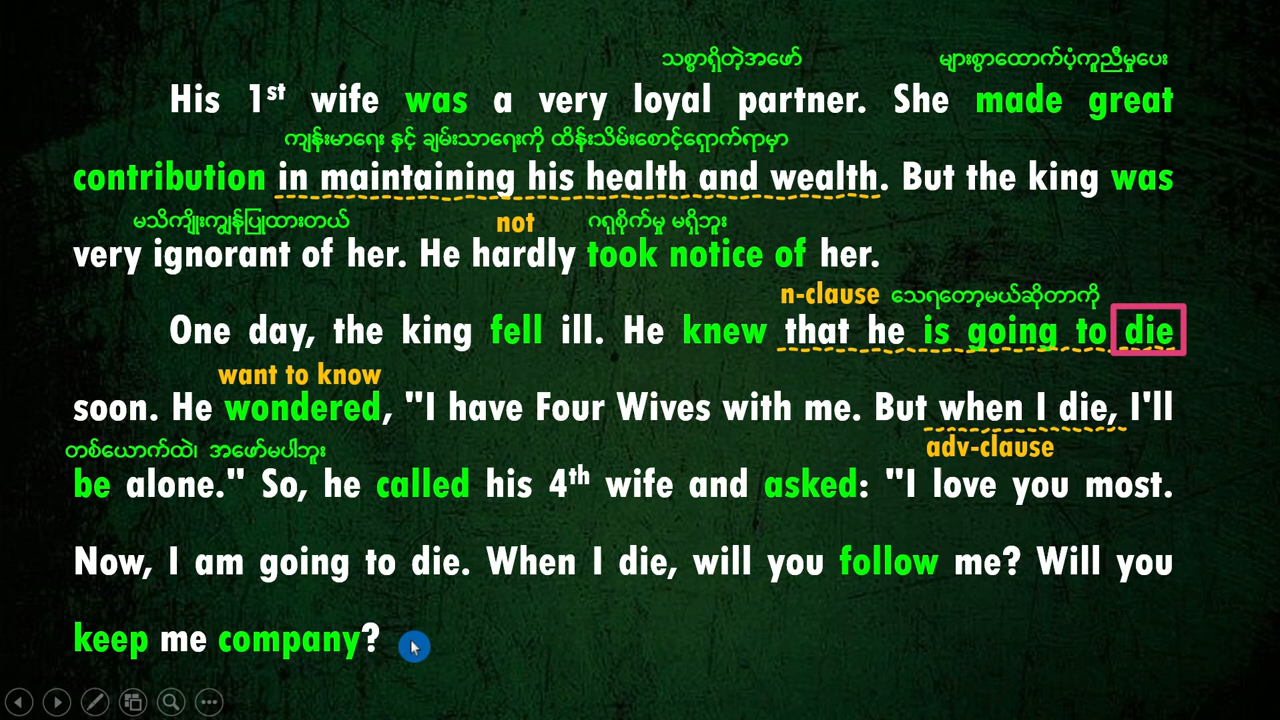 သစ္စာရှိတဲ့အဖော် များစွာထောက်ပံ့ကူညီမှုပေး
His 1st wife was a very loyal partner. She made great
ကျန်းမာရေး နှင့် ချမ်းသာရေးကို ထိန်းသိမ်းစောင့်ရှောက်ရာမှာ
contribution in maintaining his health and wealth. But the king was
မသိကျိုးကျွန်ပြုထားတယ် not ဂရုစိုက်မှု မရှိဘူး
very ignorant of her. He hardly took notice of her.
n-clause သေရတော့မယ်ဆိုတာကို
One day, the king fell ill. He knew that he is going to die
want to know
soon. He wondered, "I have Four Wives with me. But when I die, I'll
တစ်ယောက်ထဲ၊ အဖော်မပါဘူး adv-clause
be alone." So, he called his 4th wife and asked: "I love you most.
Now, I am going to die. When I die, will you follow me? Will you
keep me company?